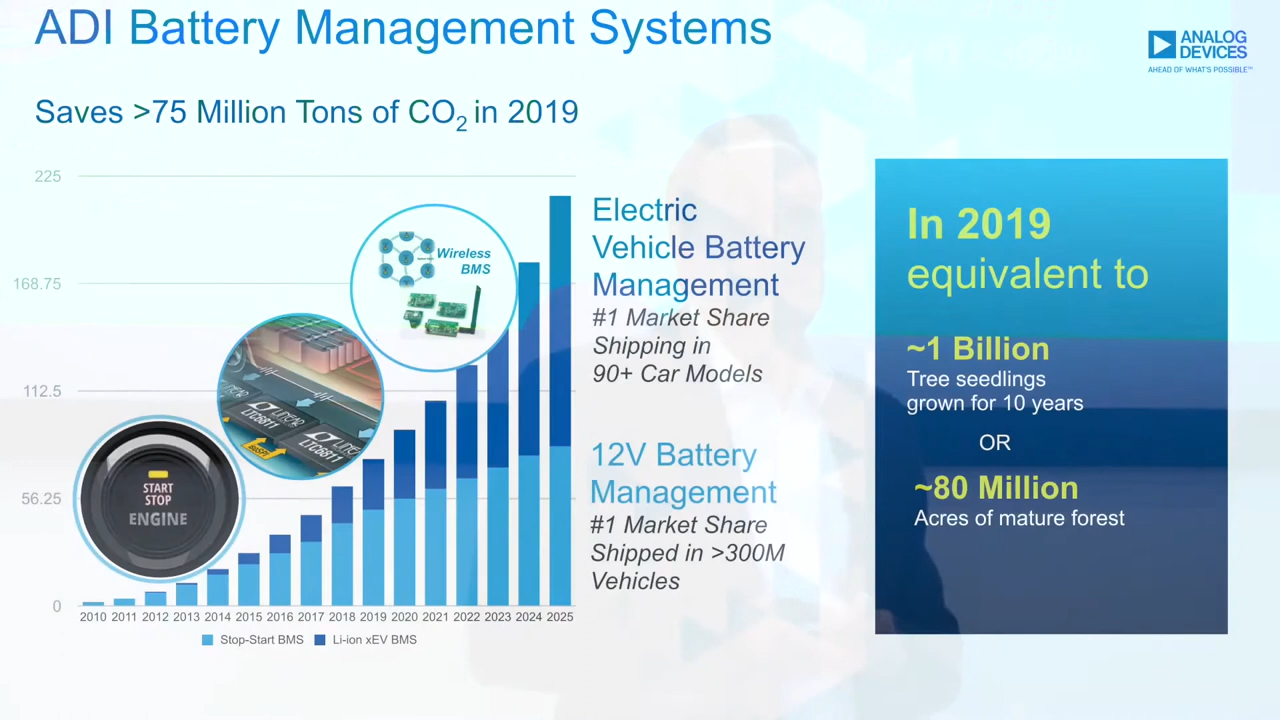 ADI Battery Management Systems
ANALOG
DEVICES
AHEAD OF WHAT'S POSSIBLE™
Saves >75 Million Tons of CO2 in 2019
225
168.75
112.5
56.25
0
Wireless
BMS
LTC6811
LTC6811
START
STOP
ENGINE
2010 2011 2012 2013 2014 2015 2016 2017 2018 2019 2020 2021 2022 2023 2024 2025
Stop-Start BMS Li-ion xEV BMS
Electric
Vehicle Battery
Management
#1 Market Share
Shipping in
90+ Car Models
12V Battery
Management
#1 Market Share
Shipped in >300M
Vehicles
In 2019
equivalent to
~1 Billion
Tree seedlings
grown for 10 years
OR
~80 Million
Acres of mature forest